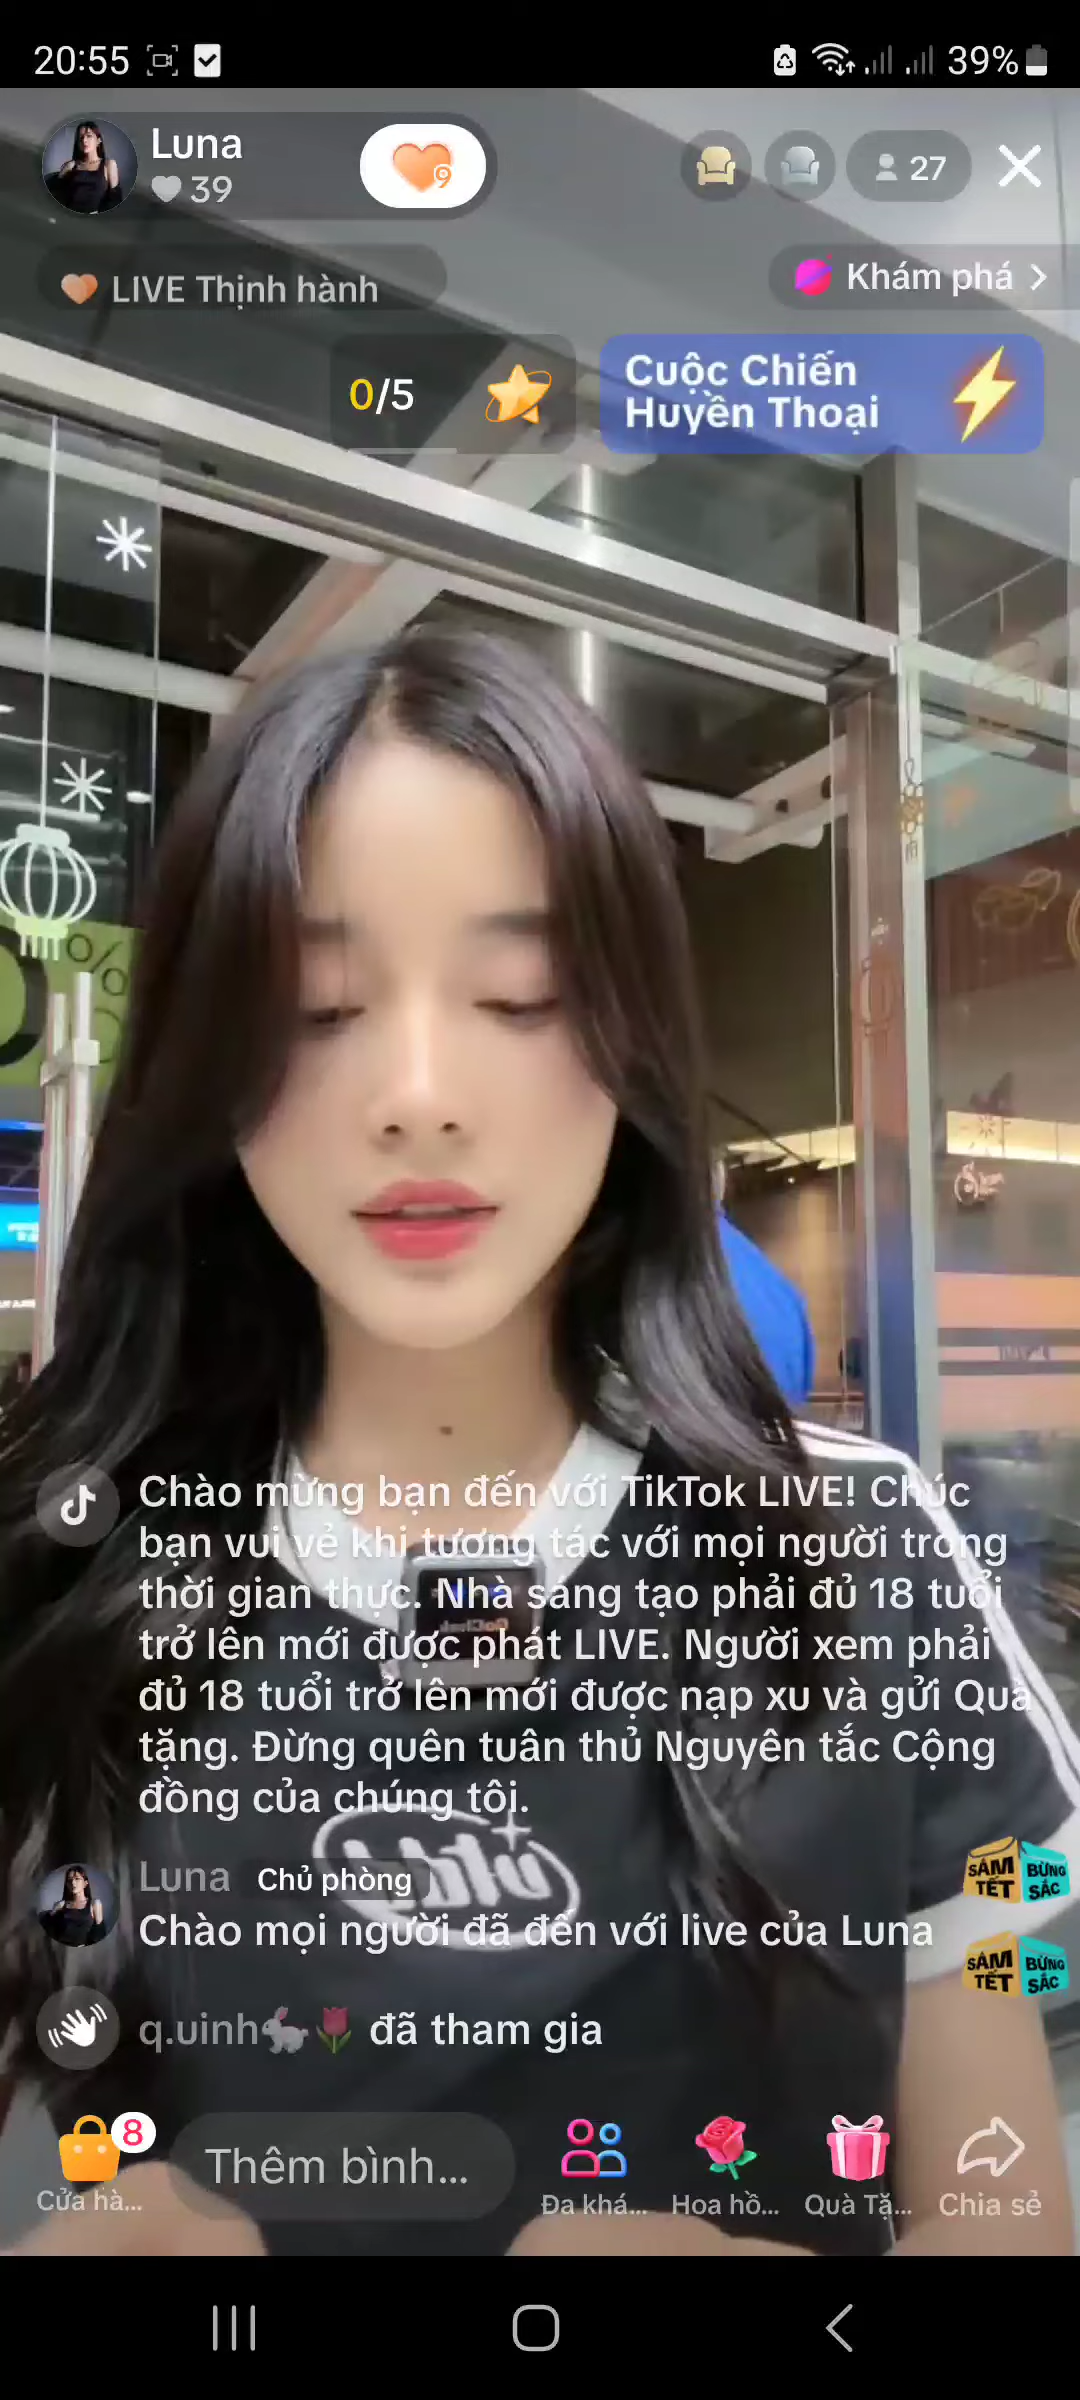 20:55
39%
Luna
39
27
LIVE Thịnh hành
Khám phá
0/5
Cuộc Chiến
Huyền Thoại
%
Chào mừng bạn đến với TikTok LIVE! Chúc
bạn vui vẻ khi tương tác với mọi người trong
thời gian thực. Nhà sáng tạo phải đủ 18 tuổi
trở lên mới được phát LIVE. Người xem phải
đủ 18 tuổi trở lên mới được nạp xu và gửi Quà
tặng. Đừng quên tuân thủ Nguyên tắc Cộng
đồng của chúng tôi.
Luna Chủ phòng
Chào mọi người đã đến với live của Luna
SẮM TẾT BỪNG SẮC
SẮM TẾT BỪNG SẮC
q.uinh🐇🌷 đã tham gia
8
Thêm bình...
Cửa hà...
Đa khá...
Hoa hồ...
Quà Tặ...
Chia sẻ